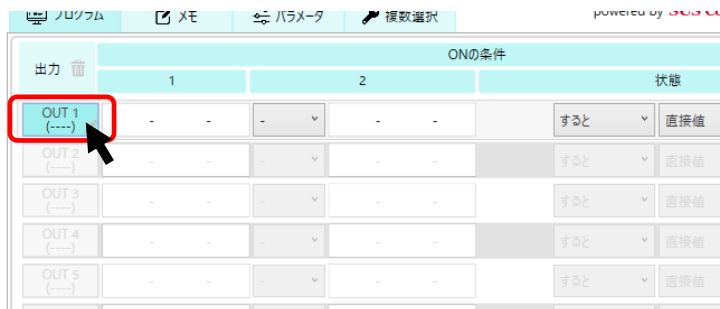 プログラム メモ パラメータ 複数選択 powered by SUS Co
出力 ONの条件
1 2 状態
OUT 1 - - - - - すると 直接値
(----)
OUT 2 - - - - - すると 直接値
(----)
OUT 3 - - - - - すると 直接値
(----)
OUT 4 - - - - - すると 直接値
(----)
OUT 5 - - - - - すると 直接値
(----)